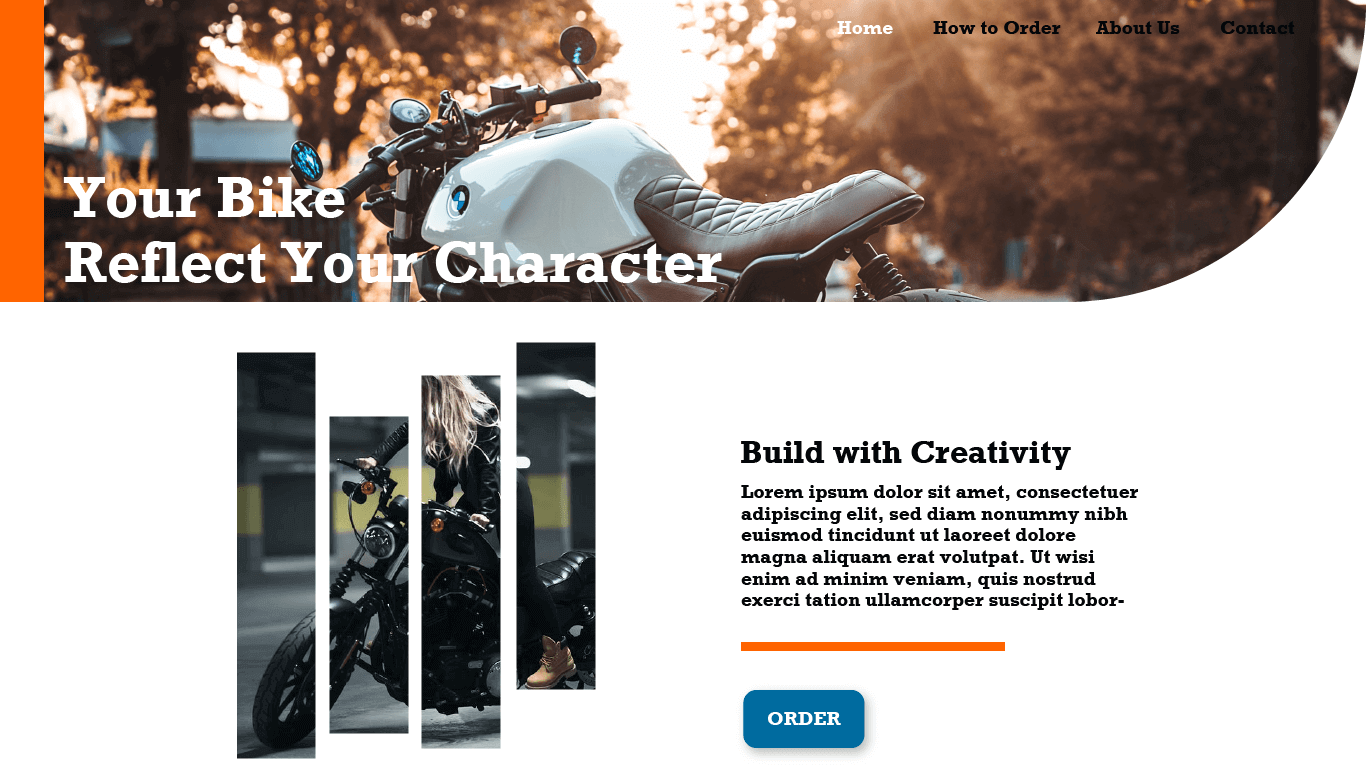 Home How to Order About Us Contact
Your Bike
Reflect Your Character
Build with Creativity
Lorem ipsum dolor sit amet, consectetuer
adipiscing elit, sed diam nonummy nibh
euismod tincidunt ut laoreet dolore
magna aliquam erat volutpat. Ut wisi
enim ad minim veniam, quis nostrud
exerci tation ullamcorper suscipit lobor-
ORDER